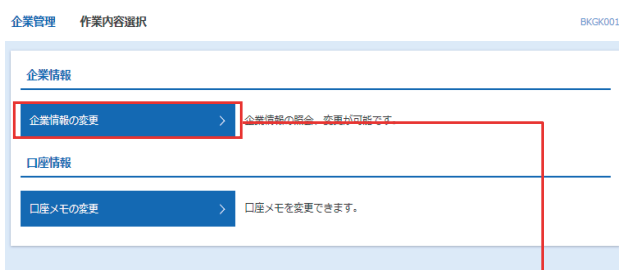 企業管理 作業内容選択
BKGK001
企業情報
企業情報の変更
企業情報の照会、変更が可能です。
口座情報
口座メモの変更
口座メモを変更できます。